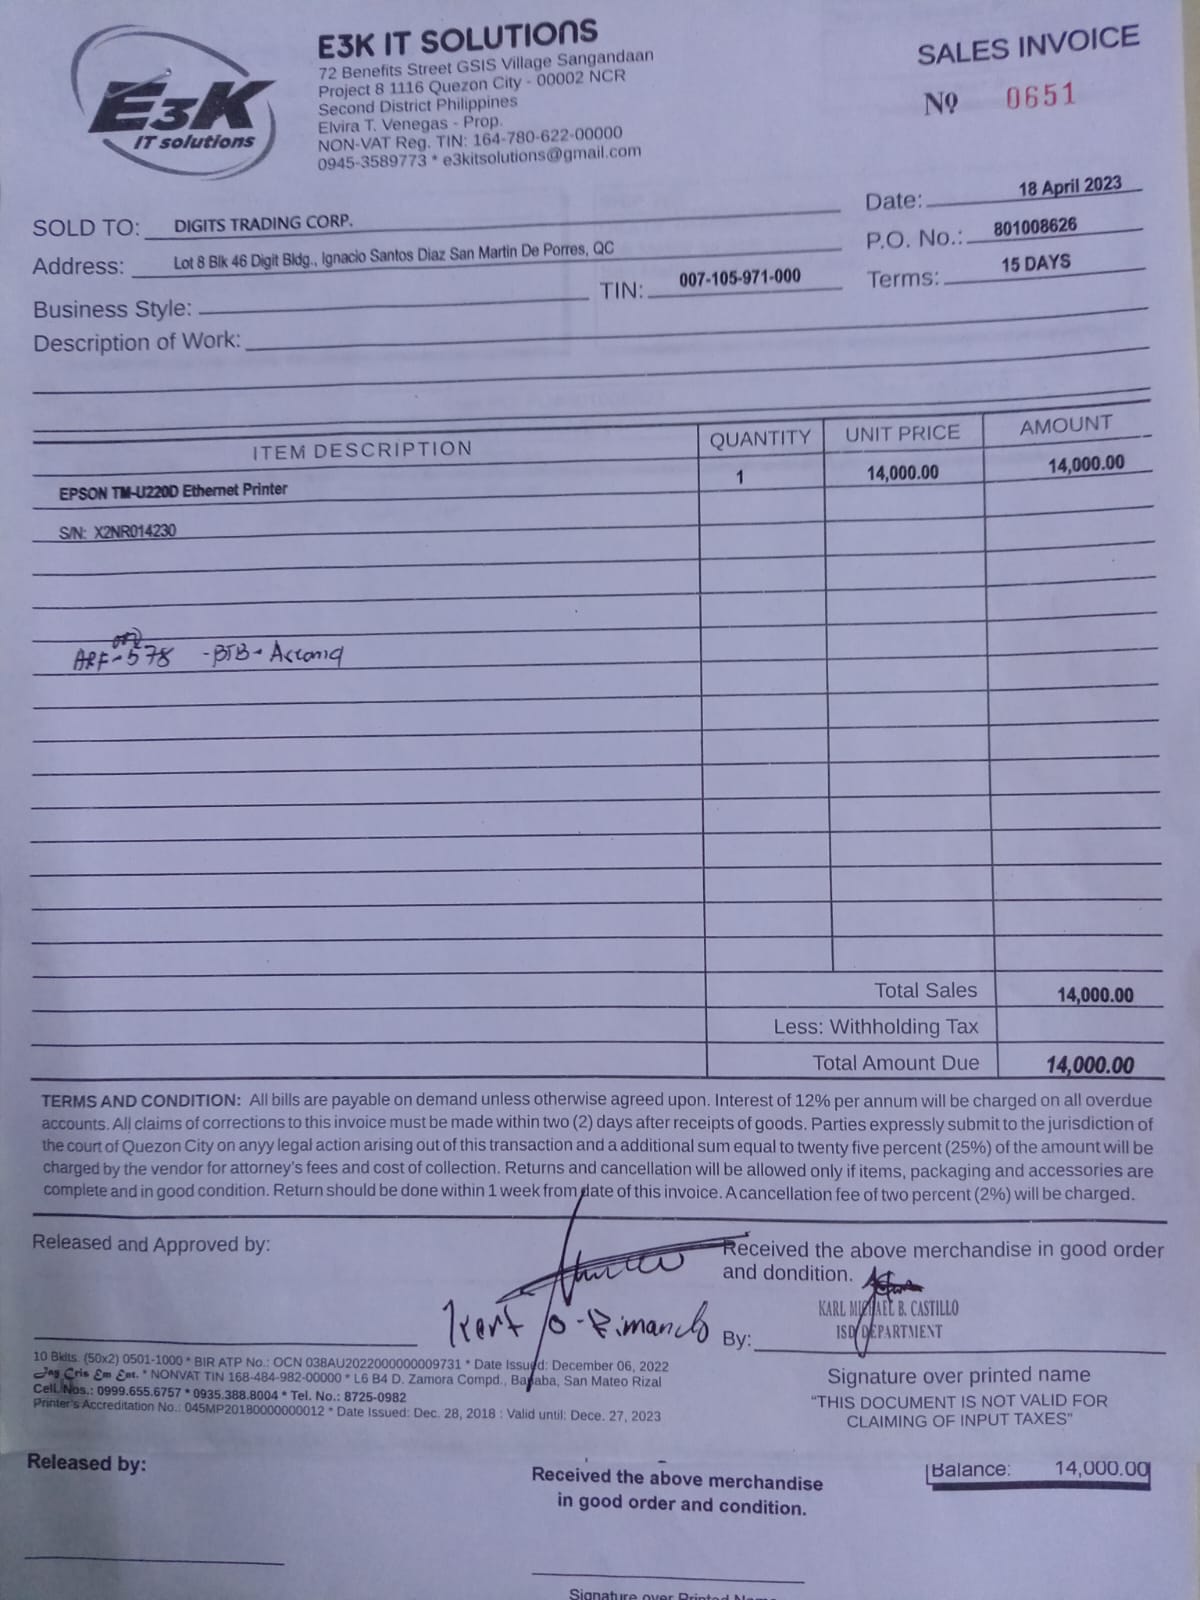 E3K IT SOLUTIONS
72 Benefits Street GSIS Village Sangandaan
Project 8 1116 Quezon City - 00002 NCR
Second District Philippines
Elvira T. Venegas - Prop.
NON-VAT Reg. TIN: 164-780-622-00000
0945-3589773 * e3kitsolutions@gmail.com
E3K
IT solutions
SALES INVOICE
Nº 0651
SOLD TO: DIGITS TRADING CORP.
Address: Lot 8 Blk 46 Digit Bldg., Ignacio Santos Diaz San Martin De Porres, QC
Business Style:
TIN: 007-105-971-000
Date: 18 April 2023
P.O. No.: 801008626
Terms: 15 DAYS
Description of Work:
ITEM DESCRIPTION QUANTITY UNIT PRICE AMOUNT
EPSON TM-U220D Ethernet Printer 1 14,000.00 14,000.00
S/N: X2NR014230
ARF-578 -BTB-
Total Sales 14,000.00
Less: Withholding Tax
Total Amount Due 14,000.00
TERMS AND CONDITION: All bills are payable on demand unless otherwise agreed upon. Interest of 12% per annum will be charged on all overdue
accounts. All claims of corrections to this invoice must be made within two (2) days after receipts of goods. Parties expressly submit to the jurisdiction of
the court of Quezon City on anyy legal action arising out of this transaction and a additional sum equal to twenty five percent (25%) of the amount will be
charged by the vendor for attorney's fees and cost of collection. Returns and cancellation will be allowed only if items, packaging and accessories are
complete and in good condition. Return should be done within 1 week from date of this invoice. A cancellation fee of two percent (2%) will be charged.
Released and Approved by:
Received the above merchandise in good order
and dondition.
KARL MICHAEL B. CASTILLO
ISD DEPARTMENT
By:
Signature over printed name
"THIS DOCUMENT IS NOT VALID FOR
CLAIMING OF INPUT TAXES"
10 Bklts. (50x2) 0501-1000 * BIR ATP No.: OCN 038AU2022000000009731 * Date Issued: December 06, 2022
Jay Cris Em Ent. * NONVAT TIN 168-484-982-00000 * L6 B4 D. Zamora Compd., Banaba, San Mateo Rizal
Cell. Nos.: 0999.655.6757 * 0935.388.8004 * Tel. No.: 8725-0982
Printer's Accreditation No.: 045MP20180000000012 * Date Issued: Dec. 28, 2018 : Valid until: Dece. 27, 2023
Released by:
Received the above merchandise
in good order and condition.
Balance: 14,000.00
Signature over Printed